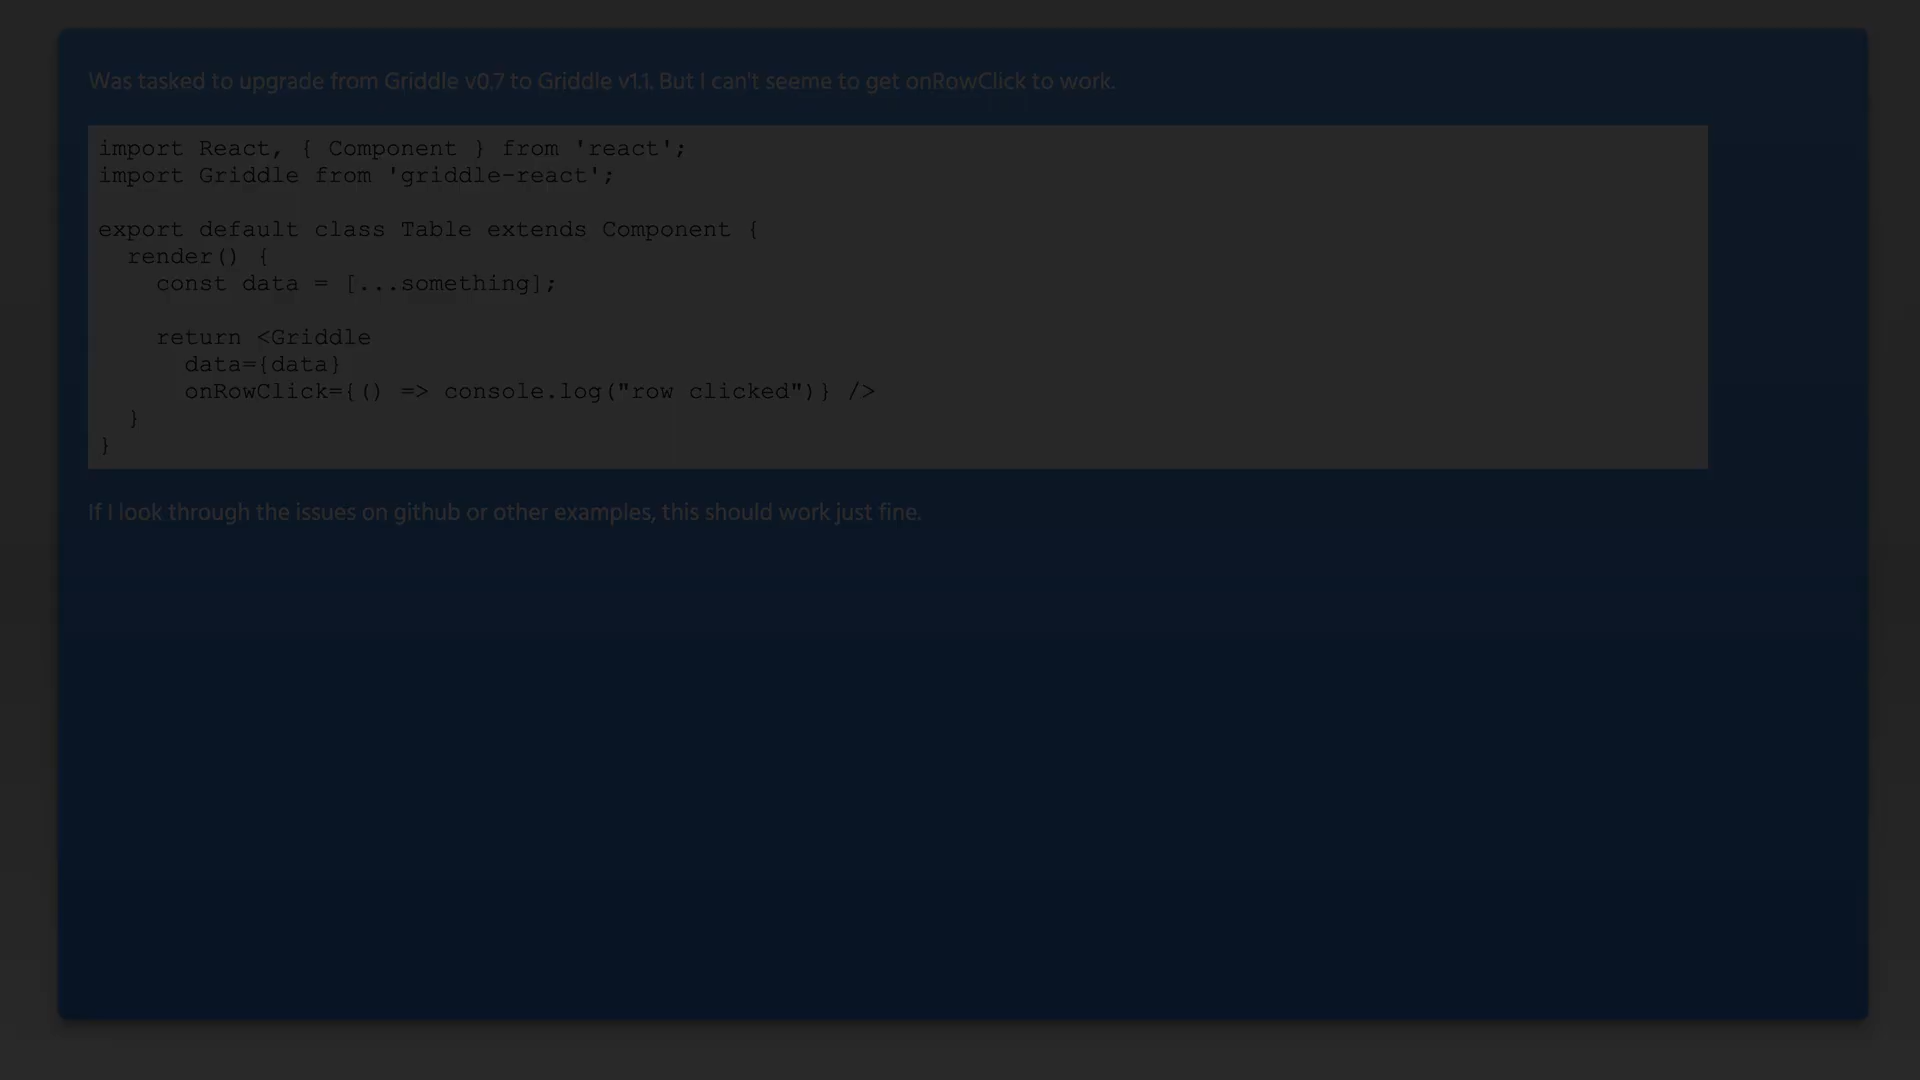 Was tasked to upgrade from Griddle v0.7 to Griddle v1.1. But I can't seeme to get onRowClick to work.
import React, { Component } from 'react';
import Griddle from 'griddle-react';
export default class Table extends Component {
render() {
const data = [...something];
return <Griddle
data={data}
onRowClick={() => console.log("row clicked")} />
}
}
If I look through the issues on github or other examples, this should work just fine.